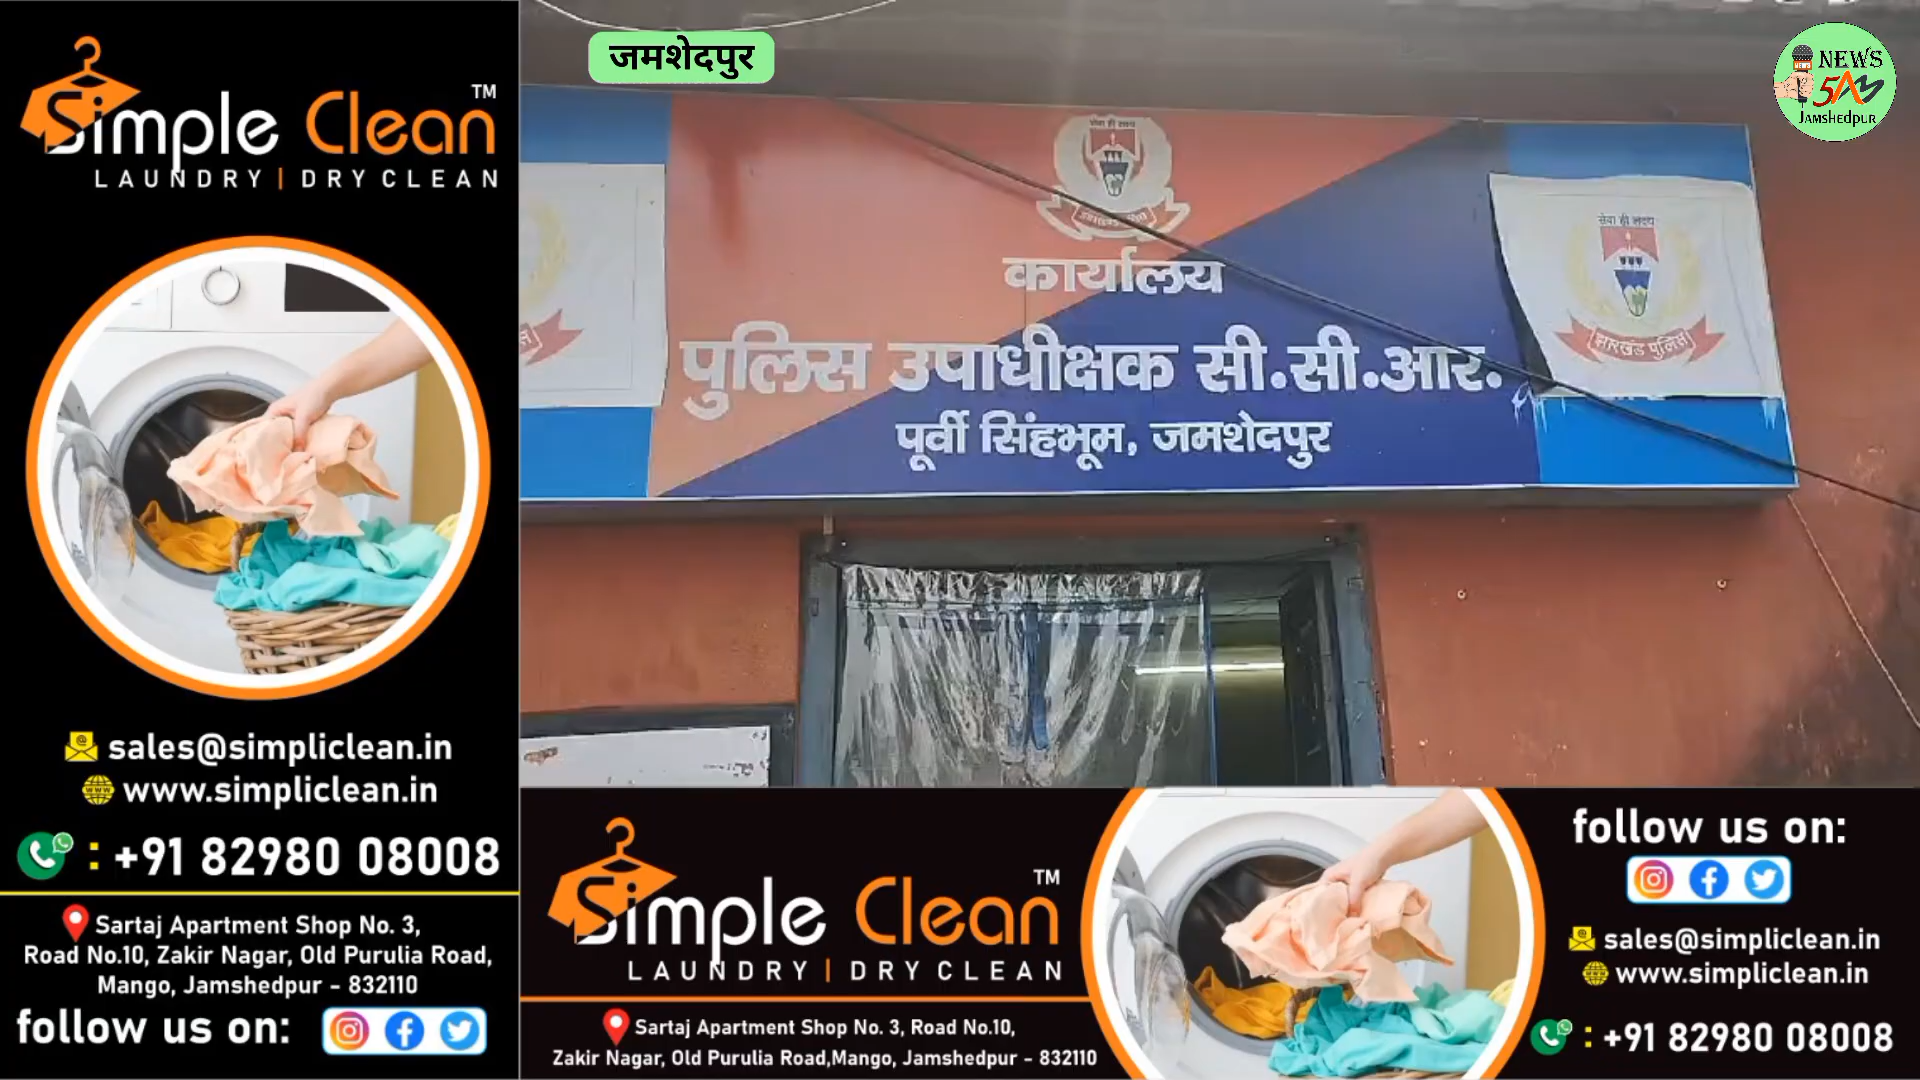 Simple Clean TM
LAUNDRY | DRY CLEAN
sales@simpliclean.in
www.simpliclean.in
: +91 82980 08008
Sartaj Apartment Shop No. 3,
Road No.10, Zakir Nagar, Old Purulia Road,
Mango, Jamshedpur - 832110
follow us on:
जमशेदपुर
NEWS
5AM
Jamshedpur
सेवा ही लक्ष्य
कार्यालय
पुलिस उपाधीक्षक सी.सी.आर.
पूर्वी सिंहभूम, जमशेदपुर
सेवा ही लक्ष्य
झारखंड पुलिस
Simple Clean TM
LAUNDRY | DRY CLEAN
Sartaj Apartment Shop No. 3, Road No.10,
Zakir Nagar, Old Purulia Road,Mango, Jamshedpur - 832110
follow us on:
sales@simpliclean.in
www.simpliclean.in
: +91 82980 08008